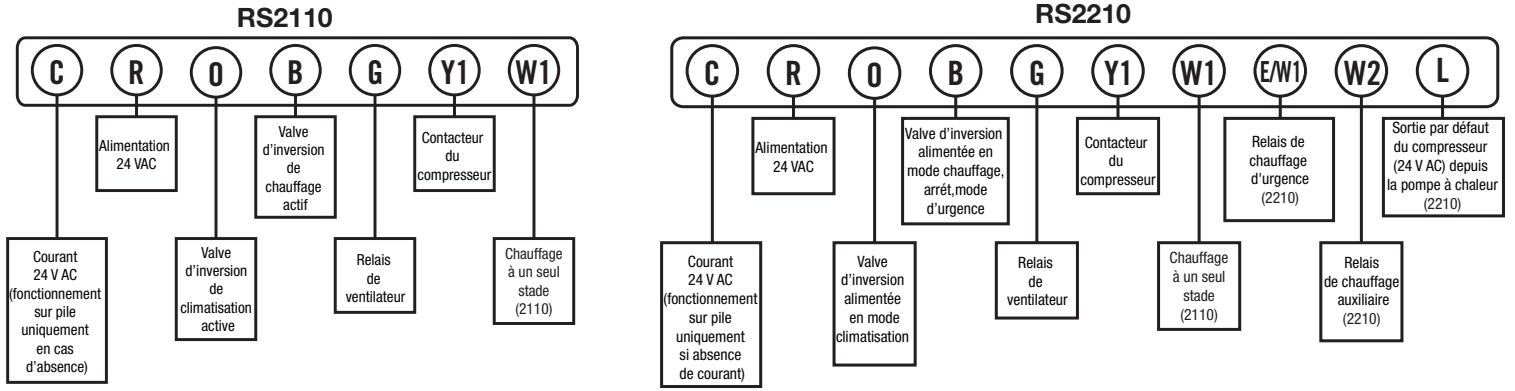 RS2110
C
R
O
B
G
Y1
W1
Alimentation
24 VAC
Valve
d'inversion
de
chauffage
actif
Contacteur
du
compresseur
Courant
24 V AC
(fonctionnement
sur pile
uniquement
en cas
d'absence)
Valve
d'inversion
de
climatisation
active
Relais
de
ventilateur
Chauffage
à un seul
stade
(2110)
RS2210
C
R
O
B
G
Y1
W1
E/W1
W2
L
Alimentation
24 VAC
Valve d'inversion
alimentée en
mode chauffage,
arrét,mode
d'urgence
Contacteur
du
compresseur
Relais de
chauffage
d'urgence
(2210)
Sortie par défaut
du compresseur
(24 V AC) depuis
la pompe à chaleur
(2210)
Courant
24 V AC
(fonctionnement
sur pile
uniquement
si absence
de courant)
Valve
d'inversion
alimentée
en mode
climatisation
Relais
de
ventilateur
Chauffage
à un seul
stade
(2110)
Relais
de chauffage
auxiliaire
(2210)